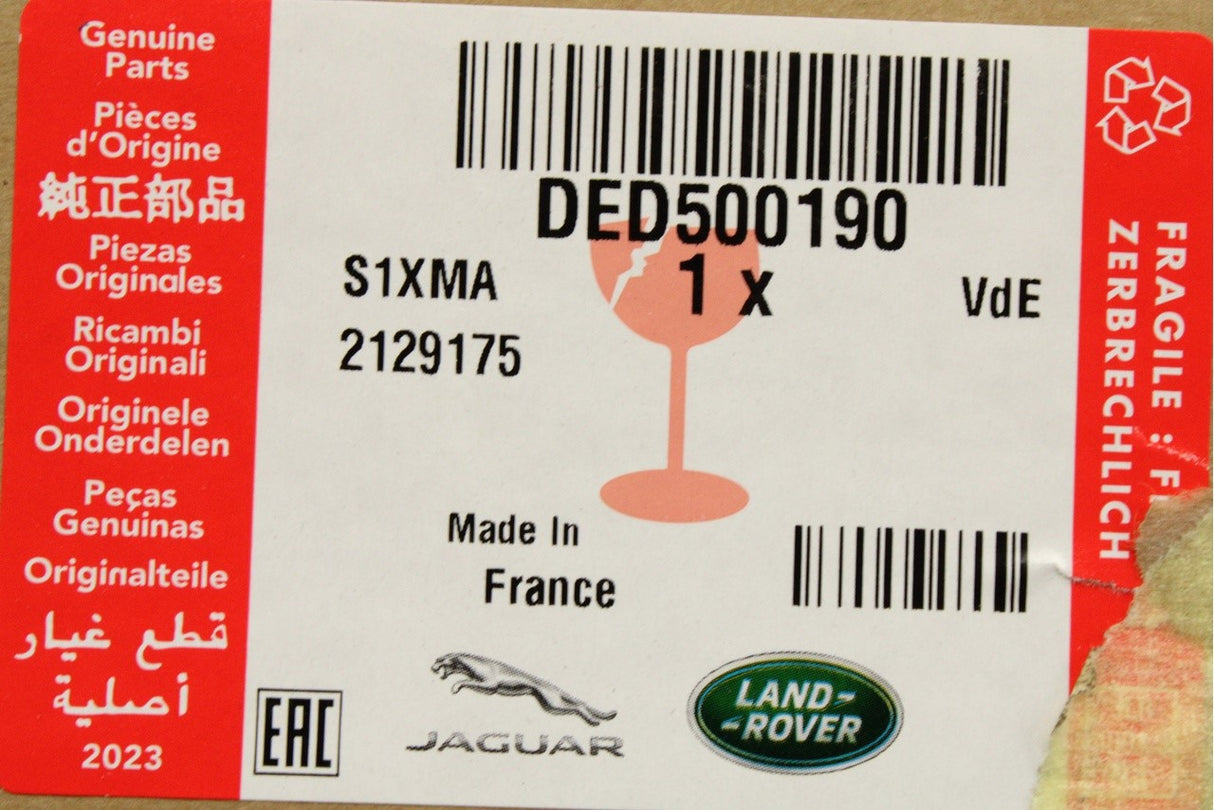 Genuine
Parts
Pièces
d'Origine
純正部品
Piezas
Originales
Ricambi
Originali
Originele
Onderdelen
Peças
Genuinas
Originalteile
قطع غيار
أصلية
2023
DED500190
S1XMA
1 x
VdE
2129175
Made In
France
EAC
JAGUAR
LAND-
-ROVER
FRAGILE :
ZERBRECHLICH